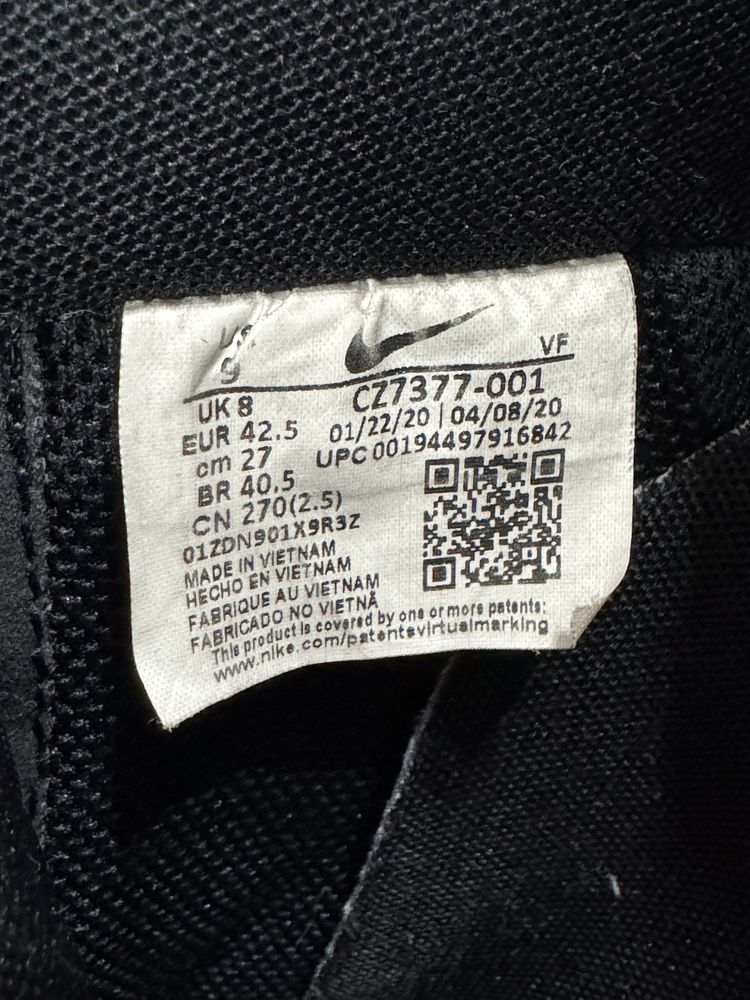 US
9
VF
UK 8
EUR 42.5
cm 27
BR 40.5
CN 270(2.5)
CZ7377-001
01/22/20 | 04/08/20
UPC 00194497916842
01ZDN901X9R3Z
MADE IN VIETNAM
HECHO EN VIETNAM
FABRIQUE AU VIETNAM
FABRICADO NO VIETNÃ
This product is covered by one or more patents:
www.nike.com/patentsvirtualmarking